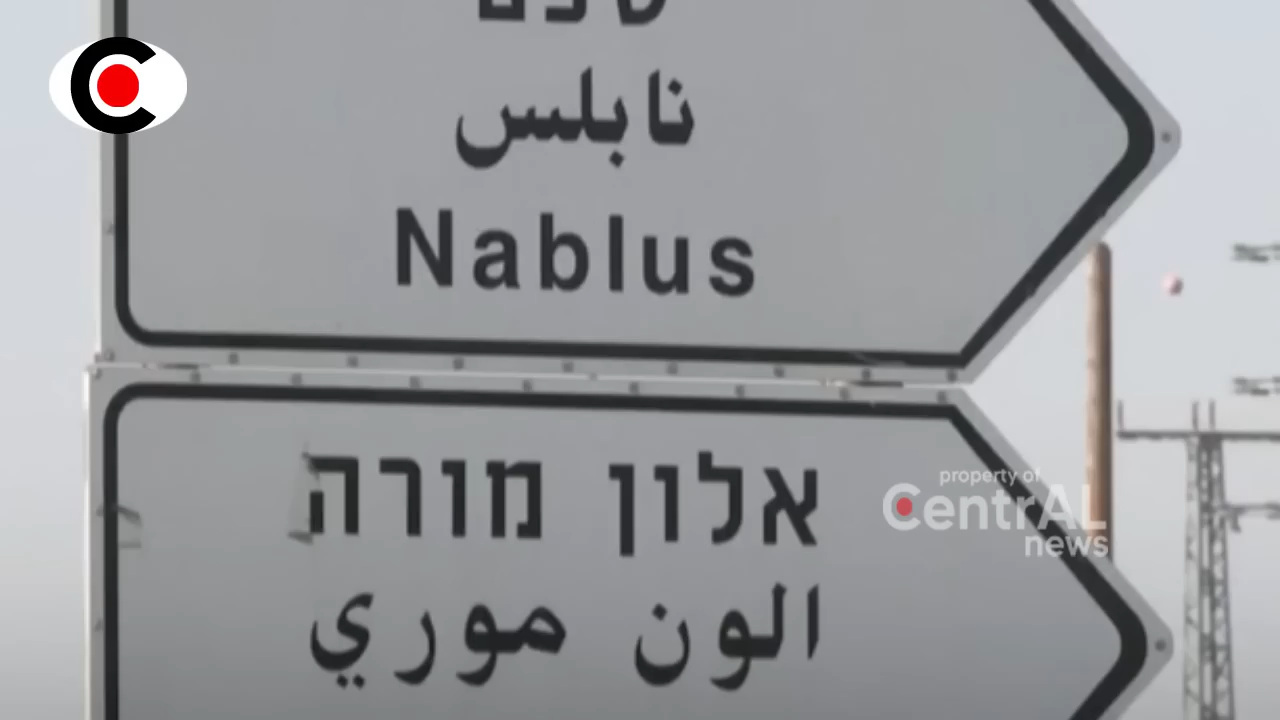 نابلس
Nablus
אלון מורה
الون موري
property of
CentrAL
news